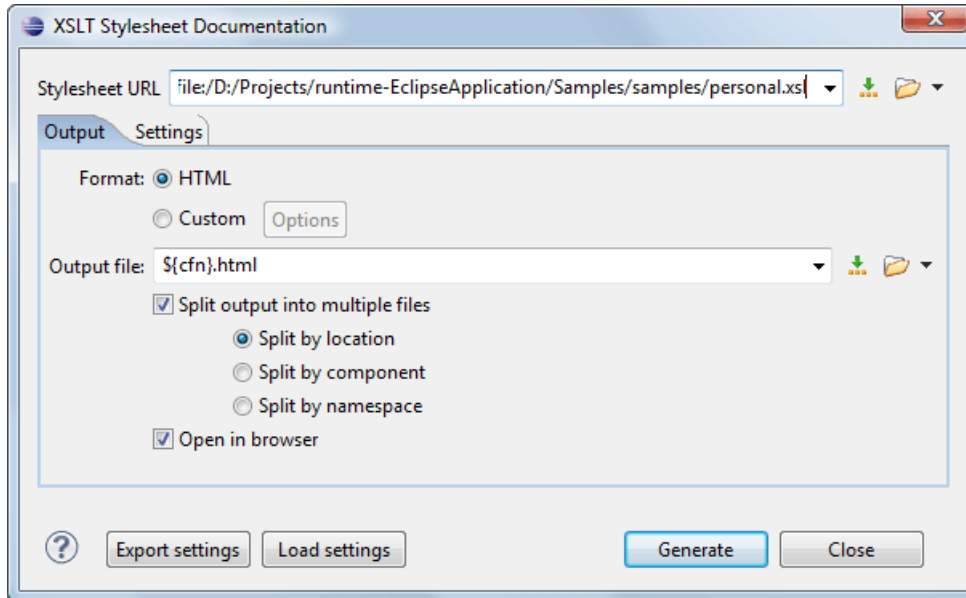 XSLT Stylesheet Documentation
Stylesheet URL file:/D:/Projects/runtime-EclipseApplication/Samples/samples/personal.xsl
Output Settings
Format: HTML
Custom Options
Output file: ${cfn}.html
Split output into multiple files
Split by location
Split by component
Split by namespace
Open in browser
? Export settings Load settings Generate Close